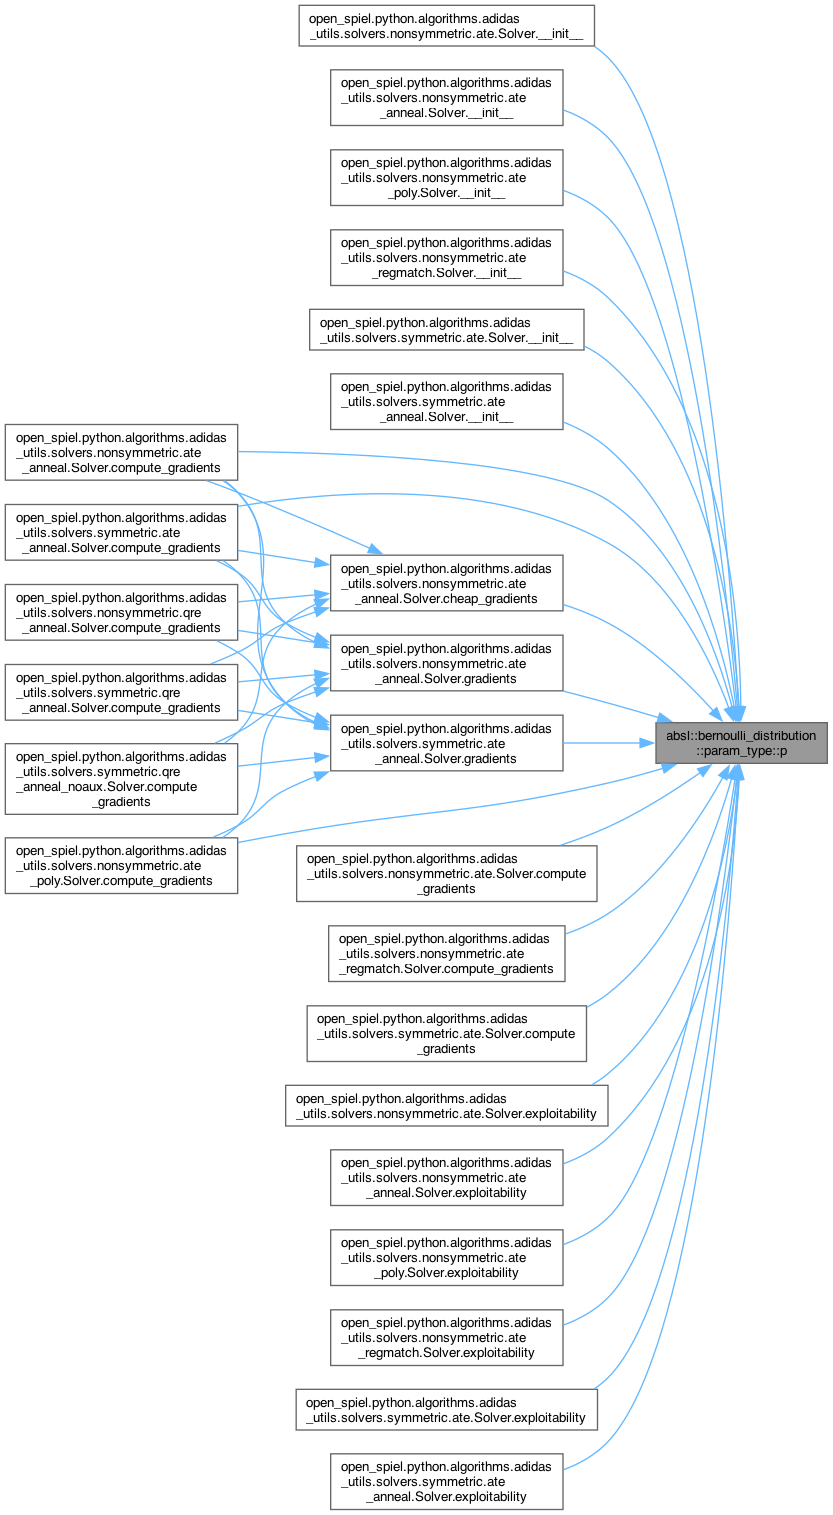 open_spiel.python.algorithms.adidas
_utils.solvers.nonsymmetric.ate.Solver.__init__
open_spiel.python.algorithms.adidas
_utils.solvers.nonsymmetric.ate
_anneal.Solver.__init__
open_spiel.python.algorithms.adidas
_utils.solvers.nonsymmetric.ate
_poly.Solver.__init__
open_spiel.python.algorithms.adidas
_utils.solvers.nonsymmetric.ate
_regmatch.Solver.__init__
open_spiel.python.algorithms.adidas
_utils.solvers.symmetric.ate.Solver.__init__
open_spiel.python.algorithms.adidas
_utils.solvers.symmetric.ate
_anneal.Solver.__init__
open_spiel.python.algorithms.adidas
_utils.solvers.nonsymmetric.ate
_anneal.Solver.compute_gradients
open_spiel.python.algorithms.adidas
_utils.solvers.symmetric.ate
_anneal.Solver.compute_gradients
open_spiel.python.algorithms.adidas
_utils.solvers.nonsymmetric.qre
_anneal.Solver.compute_gradients
open_spiel.python.algorithms.adidas
_utils.solvers.symmetric.qre
_anneal.Solver.compute_gradients
open_spiel.python.algorithms.adidas
_utils.solvers.symmetric.qre
_anneal_noaux.Solver.compute
_gradients
open_spiel.python.algorithms.adidas
_utils.solvers.nonsymmetric.ate
_poly.Solver.compute_gradients
open_spiel.python.algorithms.adidas
_utils.solvers.nonsymmetric.ate
_anneal.Solver.cheap_gradients
open_spiel.python.algorithms.adidas
_utils.solvers.nonsymmetric.ate
_anneal.Solver.gradients
open_spiel.python.algorithms.adidas
_utils.solvers.symmetric.ate
_anneal.Solver.gradients
absl::bernoulli_distribution
::param_type::p
open_spiel.python.algorithms.adidas
_utils.solvers.nonsymmetric.ate.Solver.compute
_gradients
open_spiel.python.algorithms.adidas
_utils.solvers.nonsymmetric.ate
_regmatch.Solver.compute_gradients
open_spiel.python.algorithms.adidas
_utils.solvers.symmetric.ate.Solver.compute
_gradients
open_spiel.python.algorithms.adidas
_utils.solvers.nonsymmetric.ate.Solver.exploitability
open_spiel.python.algorithms.adidas
_utils.solvers.nonsymmetric.ate
_anneal.Solver.exploitability
open_spiel.python.algorithms.adidas
_utils.solvers.nonsymmetric.ate
_poly.Solver.exploitability
open_spiel.python.algorithms.adidas
_utils.solvers.nonsymmetric.ate
_regmatch.Solver.exploitability
open_spiel.python.algorithms.adidas
_utils.solvers.symmetric.ate.Solver.exploitability
open_spiel.python.algorithms.adidas
_utils.solvers.symmetric.ate
_anneal.Solver.exploitability